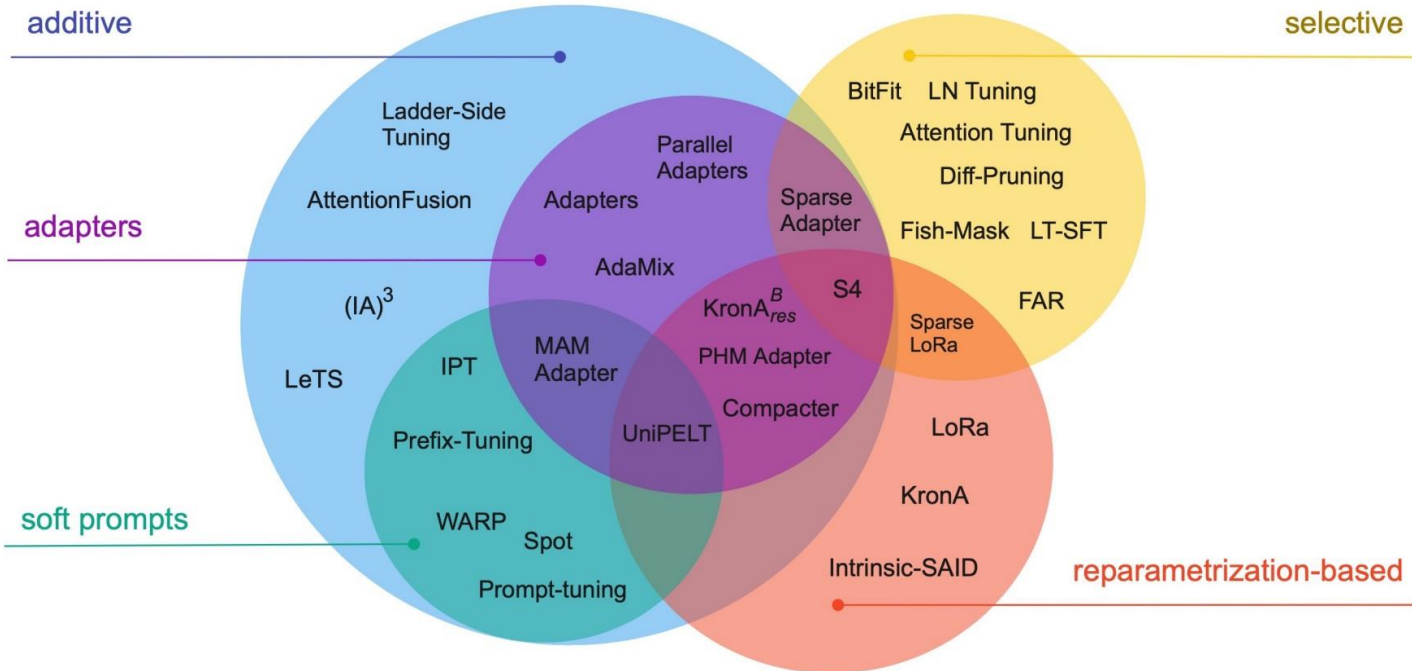 additive
selective
BitFit LN Tuning
Ladder-Side
Tuning
Attention Tuning
Parallel
Adapters
Diff-Pruning
AttentionFusion
Adapters
Sparse
Adapter
adapters
Fish-Mask LT-SFT
AdaMix
(IA)³
KronA^B_res
S4
FAR
Sparse
LoRa
IPT
MAM
Adapter
PHM Adapter
LeTS
Compacter
Prefix-Tuning
UniPELT
LoRa
KronA
soft prompts
WARP
Spot
Intrinsic-SAID
reparametrization-based
Prompt-tuning